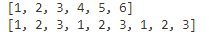 [1, 2, 3, 4, 5, 6]
[1, 2, 3, 1, 2, 3, 1, 2, 3]